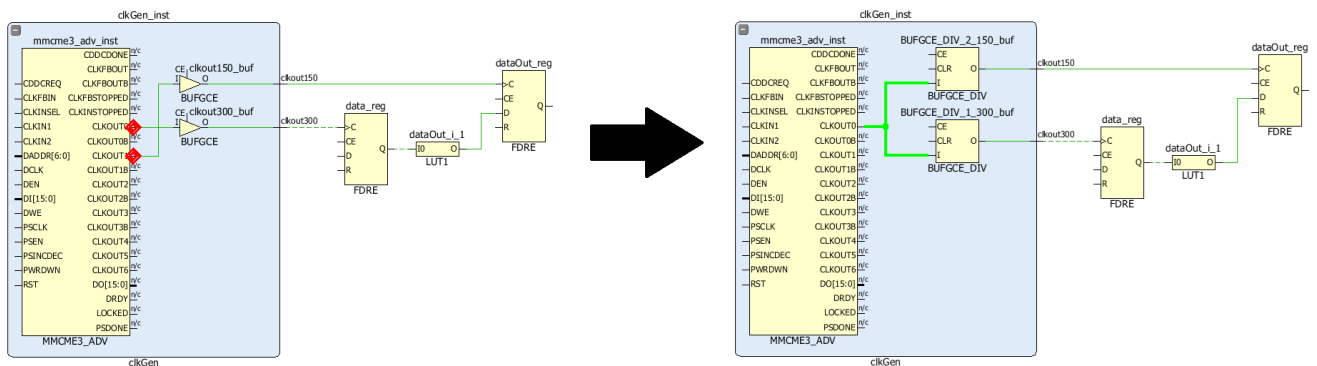 clkGen_inst
mmcme3_adv_inst
CDDCREQ
CLKFBIN
CLKINSEL
CLKIN1
CLKIN2
DADDR[6:0]
DCLK
DEN
DI[15:0]
DWE
PSCLK
PSEN
PSINCDEC
PWRDWN
RST
CDDCDONE n/c
CLKFBOUT n/c
CLKFBOUTB n/c
CLKFBSTOPPED n/c
CLKINSTOPPED n/c
CLKOUT0
CLKOUT0B n/c
CLKOUT1
CLKOUT1B n/c
CLKOUT2 n/c
CLKOUT2B n/c
CLKOUT3 n/c
CLKOUT3B n/c
CLKOUT4 n/c
CLKOUT5 n/c
CLKOUT6 n/c
DO[15:0] n/c
DRDY n/c
LOCKED n/c
PSDONE n/c
MMCME3_ADV
clkout150_buf
CE
I
O
BUFGCE
clkout300_buf
CE
I
O
BUFGCE
clkout150
clkout300
data_reg
C
CE
D
R
Q
FDRE
dataOut_i_1
I0
O
LUT1
dataOut_reg
C
CE
D
R
Q
FDRE
clkGen
clkGen_inst
mmcme3_adv_inst
CDDCREQ
CLKFBIN
CLKINSEL
CLKIN1
CLKIN2
DADDR[6:0]
DCLK
DEN
DI[15:0]
DWE
PSCLK
PSEN
PSINCDEC
PWRDWN
RST
CDDCDONE n/c
CLKFBOUT n/c
CLKFBOUTB n/c
CLKFBSTOPPED n/c
CLKINSTOPPED n/c
CLKOUT0
CLKOUT0B n/c
CLKOUT1 n/c
CLKOUT1B n/c
CLKOUT2 n/c
CLKOUT2B n/c
CLKOUT3 n/c
CLKOUT3B n/c
CLKOUT4 n/c
CLKOUT5 n/c
CLKOUT6 n/c
DO[15:0] n/c
DRDY n/c
LOCKED n/c
PSDONE n/c
MMCME3_ADV
BUFGCE_DIV_2_150_buf
CE
CLR
I
O
BUFGCE_DIV
BUFGCE_DIV_1_300_buf
CE
CLR
I
O
BUFGCE_DIV
clkout150
clkout300
data_reg
C
CE
D
R
Q
FDRE
dataOut_i_1
I0
O
LUT1
dataOut_reg
C
CE
D
R
Q
FDRE
clkGen